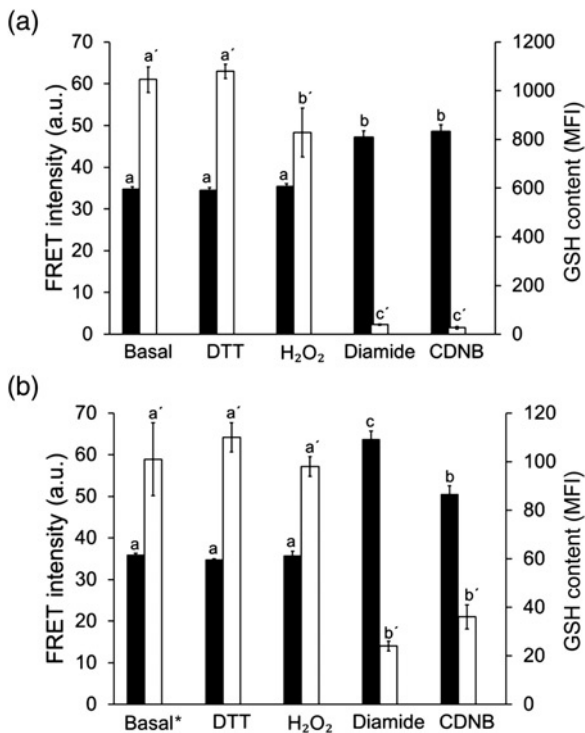 (a)
70 1200
60 1000
50 800
40 600
30 400
20 200
10 0
0
FRET intensity (a.u.)
GSH content (MFI)
a a´ a a´ a b´ b c´ b c´
Basal DTT H₂O₂ Diamide CDNB
(b)
70 120
60 100
50 80
40 60
30 40
20 20
10 0
0
FRET intensity (a.u.)
GSH content (MFI)
a a´ a a´ a a´ c b´ b b´
Basal* DTT H₂O₂ Diamide CDNB